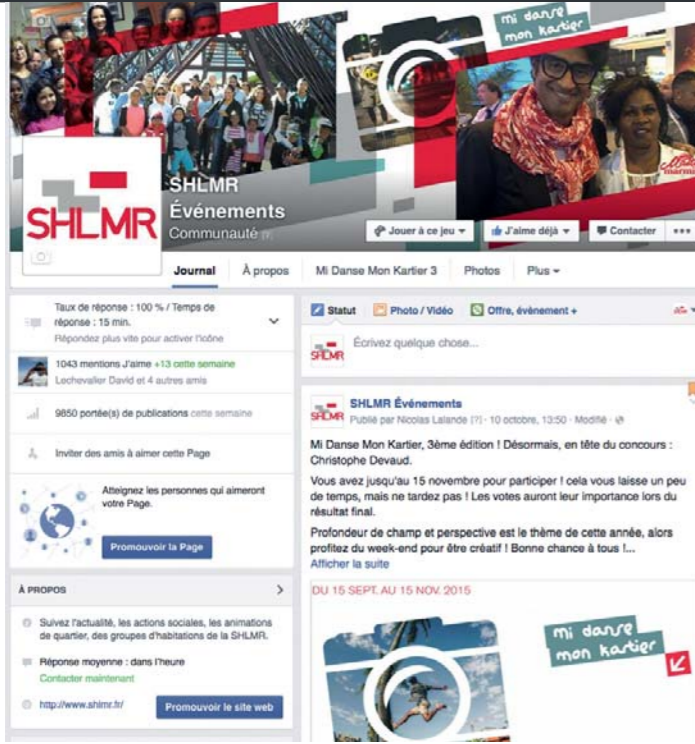 mi danse
mon kartier
SHLMR
SHLMR
Événements
Communauté [?]
Jouer à ce jeu
J'aime déjà
Contacter
Journal
À propos
Mi Danse Mon Kartier 3
Photos
Plus
Taux de réponse : 100 % / Temps de
réponse : 15 min.
Répondez plus vite pour activer l'icône
1043 mentions J'aime +13 cette semaine
Lechevalier David et 4 autres amis
9850 portée(s) de publications cette semaine
Inviter des amis à aimer cette Page
Atteignez les personnes qui aimeront
votre Page.
Promouvoir la Page
À PROPOS
Suivez l'actualité, les actions sociales, les animations
de quartier, des groupes d'habitations de la SHLMR.
Réponse moyenne : dans l'heure
Contacter maintenant
http://www.shlmr.fr/
Promouvoir le site web
Statut
Photo / Vidéo
Offre, évènement +
SHLMR
Écrivez quelque chose...
SHLMR
SHLMR Événements
Publié par Nicolas Lalande [?] · 10 octobre, 13:50 · Modifié ·
Mi Danse Mon Kartier, 3ème édition ! Désormais, en tête du concours :
Christophe Devaud.
Vous avez jusqu'au 15 novembre pour participer ! cela vous laisse un peu
de temps, mais ne tardez pas ! Les votes auront leur importance lors du
résultat final.
Profondeur de champ et perspective est le thème de cette année, alors
profitez du week-end pour être créatif ! Bonne chance à tous !...
Afficher la suite
DU 15 SEPT. AU 15 NOV. 2015
mi danse
mon kartier